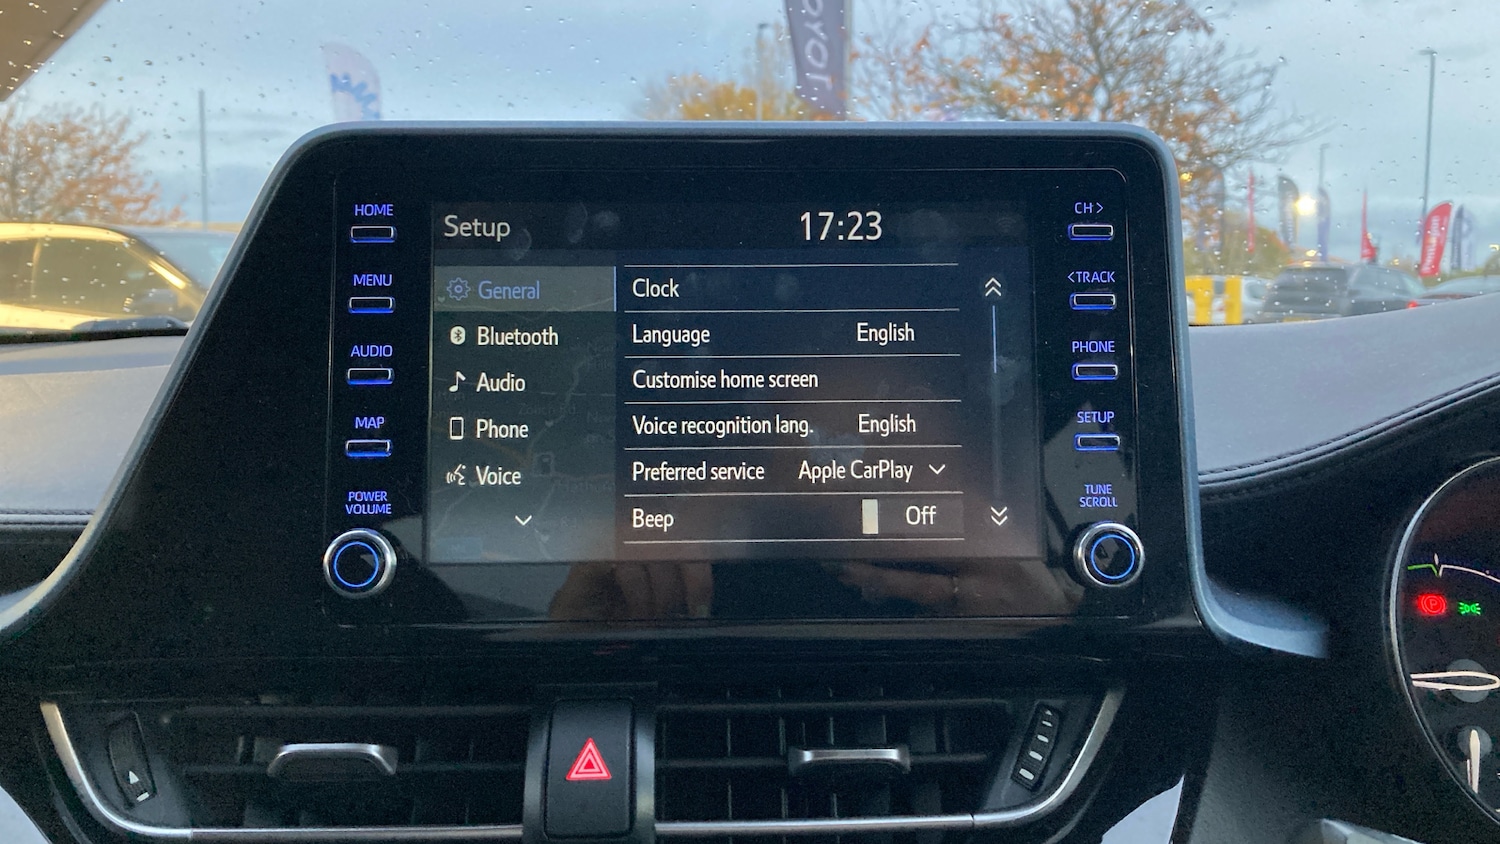 TOYOT
HOME
MENU
AUDIO
MAP
POWER
VOLUME
Setup
17:23
General
Bluetooth
Audio
Phone
Voice
Clock
Language English
Customise home screen
Voice recognition lang. English
Preferred service Apple CarPlay
Beep Off
CH >
< TRACK
PHONE
SETUP
TUNE
SCROLL
P